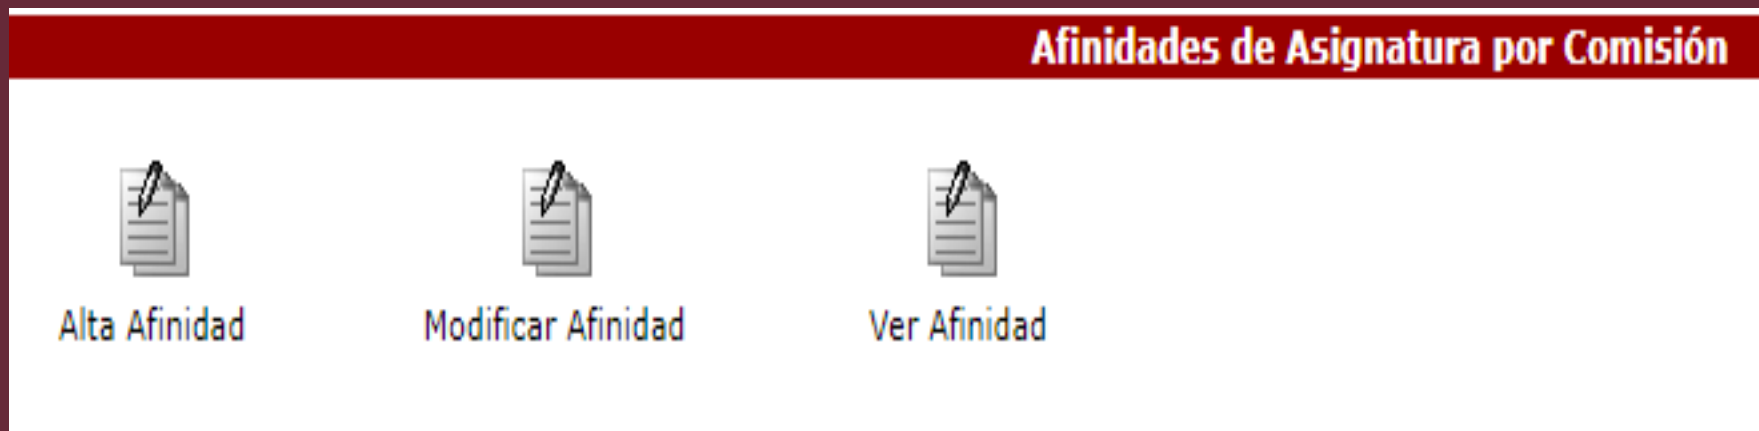 Afinidades de Asignatura por Comisión
Alta Afinidad
Modificar Afinidad
Ver Afinidad